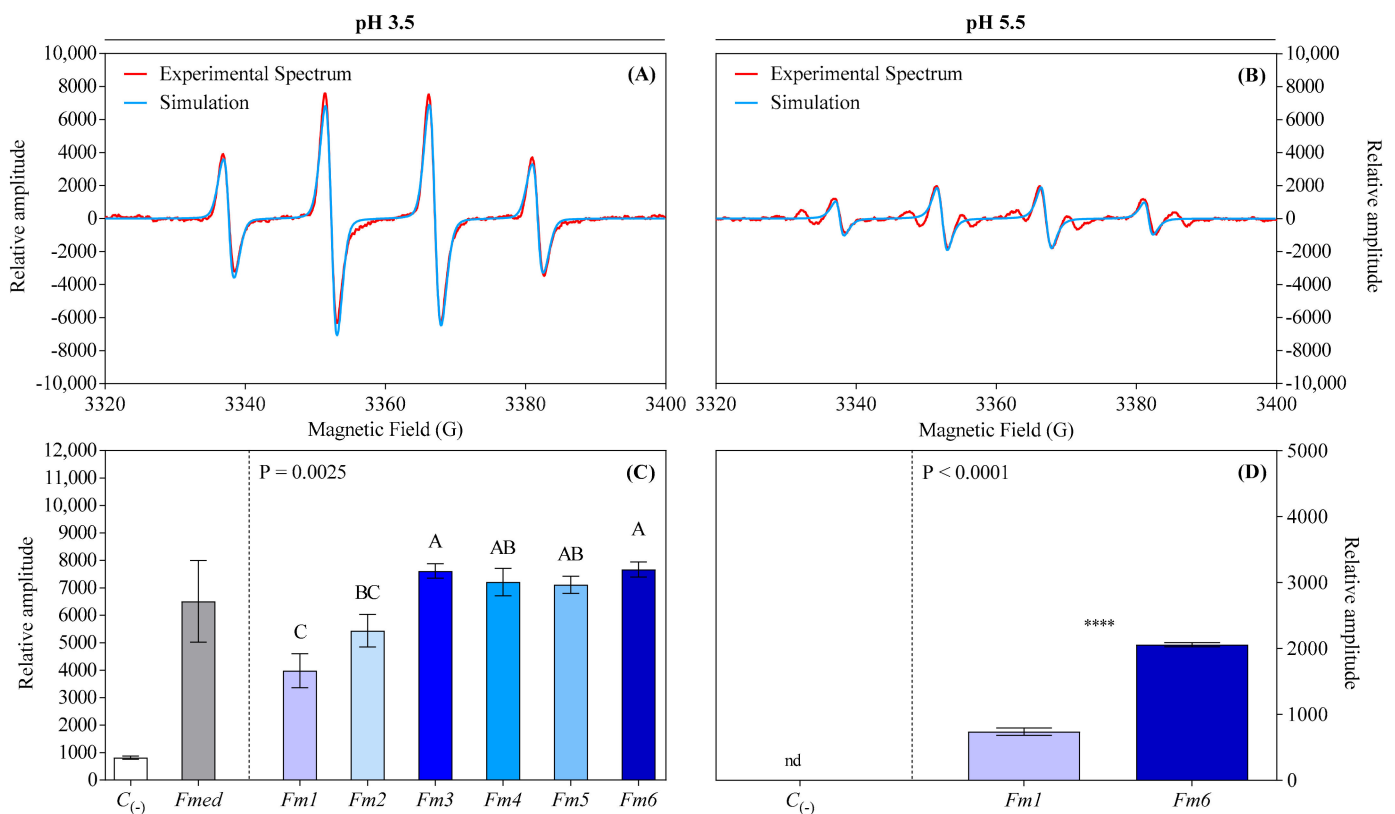 pH 3.5
pH 5.5
10,000
8000
6000
4000
2000
0
-2000
-4000
-6000
-8000
-10,000
Relative amplitude
Experimental Spectrum
Simulation
(A)
3320
3340
3360
3380
3400
Magnetic Field (G)
Experimental Spectrum
Simulation
(B)
10,000
8000
6000
4000
2000
0
-2000
-4000
-6000
-8000
-10,000
Relative amplitude
3320
3340
3360
3380
3400
Magnetic Field (G)
12,000
11,000
10,000
9000
8000
7000
6000
5000
4000
3000
2000
1000
0
Relative amplitude
P = 0.0025
(C)
C
BC
A
AB
AB
A
C(-)
Fmed
Fm1
Fm2
Fm3
Fm4
Fm5
Fm6
P < 0.0001
(D)
nd
****
5000
4000
3000
2000
1000
0
Relative amplitude
C(-)
Fm1
Fm6